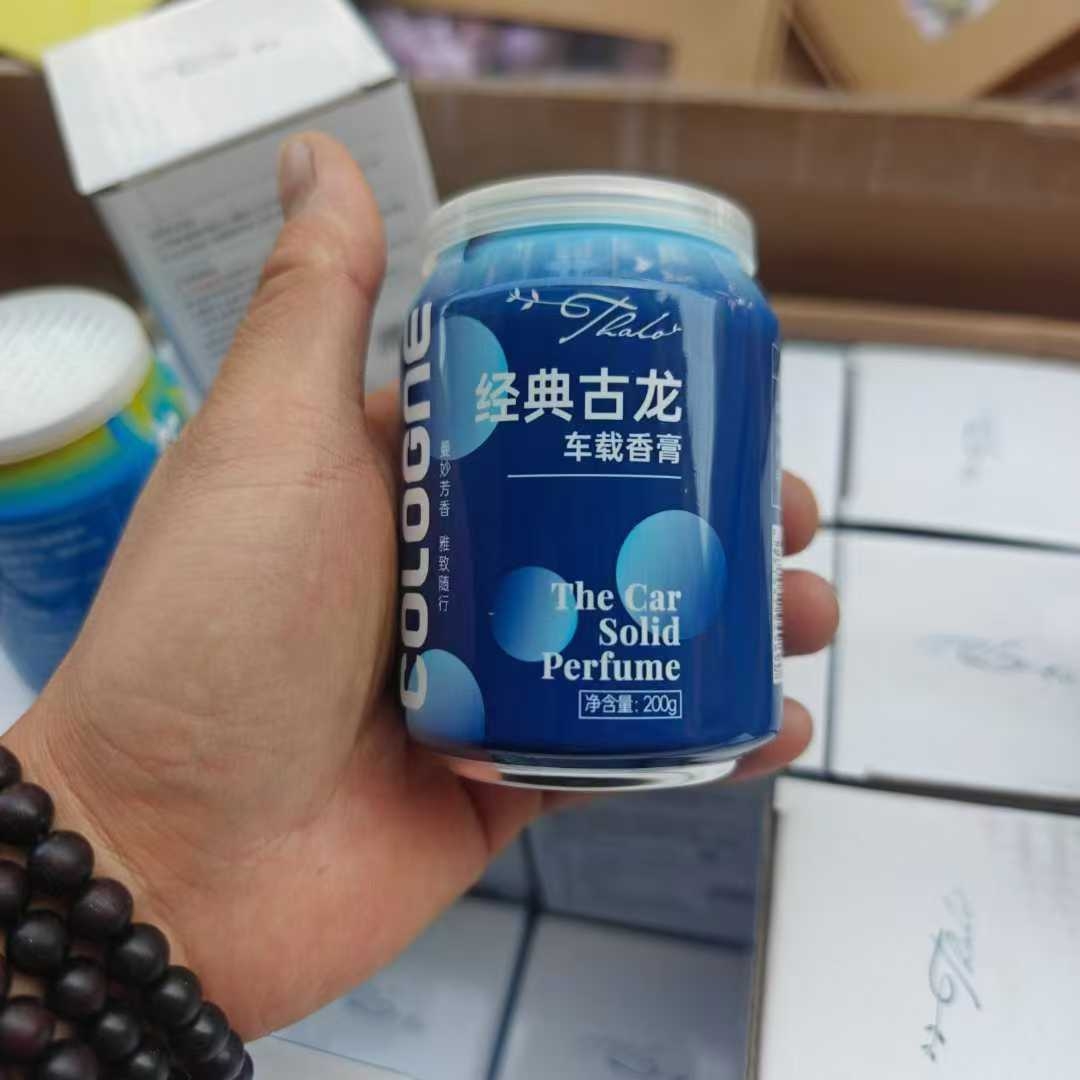 Thalo
经典古龙
车载香膏
COLOGNE
曼妙芳香 雅致随行
The Car
Solid
Perfume
净含量: 200g
Thalo